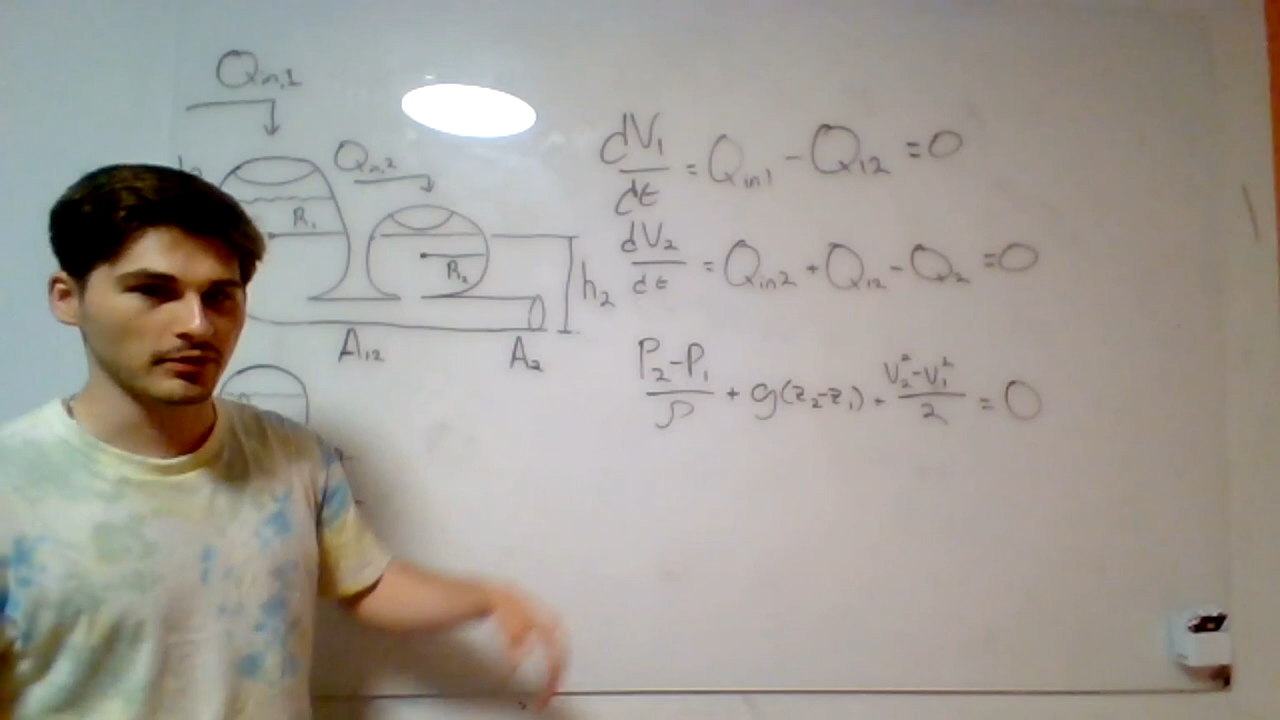 Qin,1
Qin,2
R1
R2
h2
A12
A2
dV1/dt = Qin1 - Q12 = 0
dV2/dt = Qin2 + Q12 - Q2 = 0
(P2-P1)/ρ + g(z2-z1) + (v2²-v1²)/2 = 0